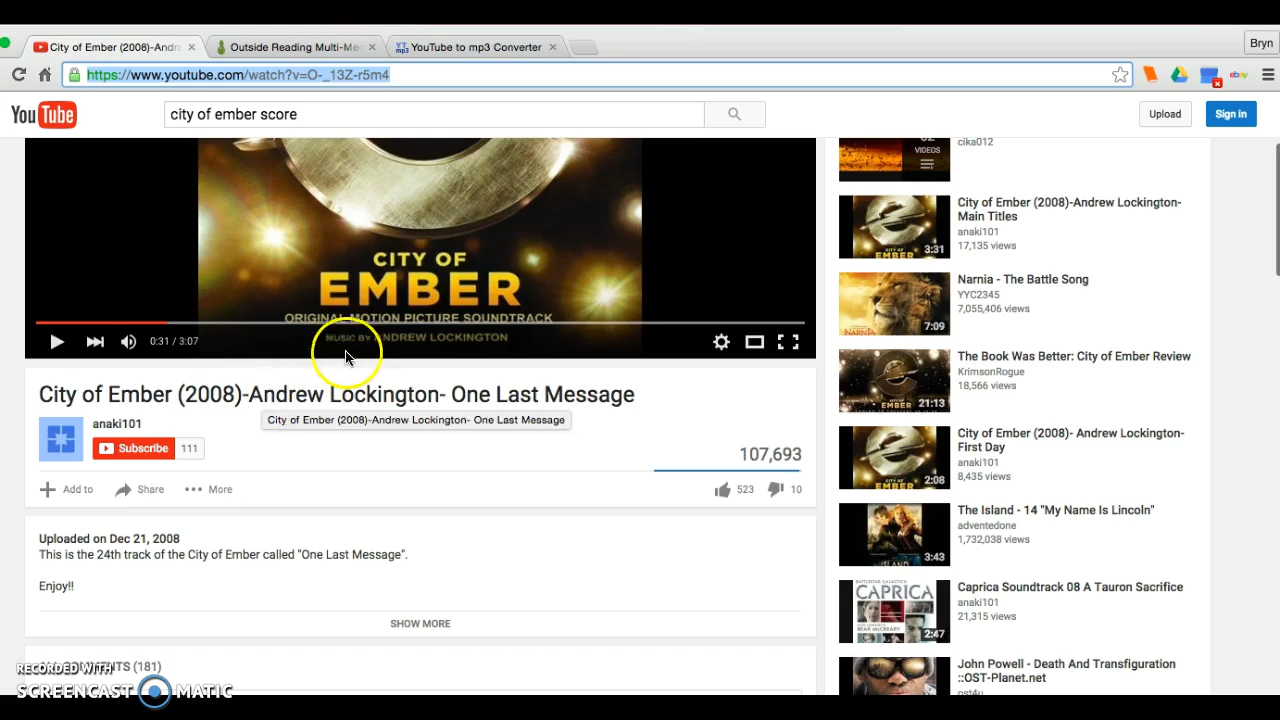 City of Ember (2008)-Andre
Outside Reading Multi-Me
YouTube to mp3 Converter
Bryn
https://www.youtube.com/watch?v=O-_13Z-r5m4
ebay
YouTube
city of ember score
Upload
Sign in
CITY OF
EMBER
ORIGINAL MOTION PICTURE SOUNDTRACK
MUSIC BY ANDREW LOCKINGTON
0:31 / 3:07
City of Ember (2008)-Andrew Lockington- One Last Message
City of Ember (2008)-Andrew Lockington- One Last Message
anaki101
Subscribe 111
107,693
Add to Share More
523 10
Uploaded on Dec 21, 2008
This is the 24th track of the City of Ember called "One Last Message".
Enjoy!!
SHOW MORE
COMMENTS (181)
RECORDED WITH
SCREENCAST MATIC
VIDEOS
cika012
City of Ember (2008)-Andrew Lockington-
Main Titles
anaki101
17,135 views
3:31
Narnia - The Battle Song
YYC2345
7,055,406 views
7:09
The Book Was Better: City of Ember Review
KrimsonRogue
18,566 views
21:13
City of Ember (2008)- Andrew Lockington-
First Day
anaki101
8,435 views
2:08
The Island - 14 "My Name Is Lincoln"
adventedone
1,732,038 views
3:43
Caprica Soundtrack 08 A Tauron Sacrifice
anaki101
21,315 views
CAPRICA
2:47
John Powell - Death And Transfiguration
::OST-Planet.net